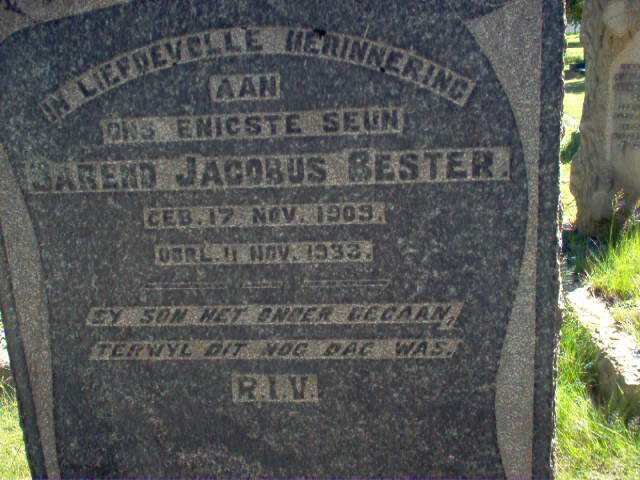 IN LIEFDEVOLLE HERINNERING
AAN
ONS ENIGSTE SEUN
BAREND JACOBUS BESTER.
GEB. 17 NOV. 1909.
OORL. 11 NOV. 1933.
SY SON HET ONDER GEGAAN,
TERWYL DIT NOG DAG WAS.
R.I.V.